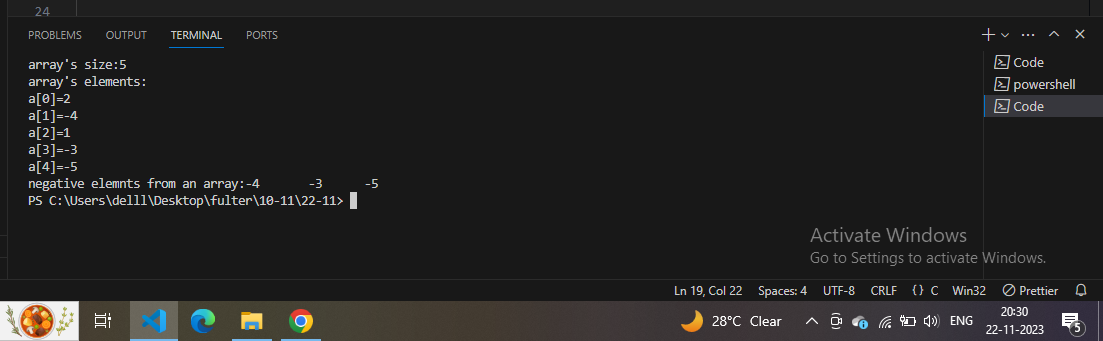 24
PROBLEMS OUTPUT TERMINAL PORTS
array's size:5
array's elements:
a[0]=2
a[1]=-4
a[2]=1
a[3]=-3
a[4]=-5
negative elemnts from an array:-4 -3 -5
PS C:\Users\delll\Desktop\fulter\10-11\22-11>
Code
powershell
Code
Activate Windows
Go to Settings to activate Windows.
Ln 19, Col 22 Spaces: 4 UTF-8 CRLF {} C Win32 Prettier
28°C Clear ENG 20:30
22-11-2023 5